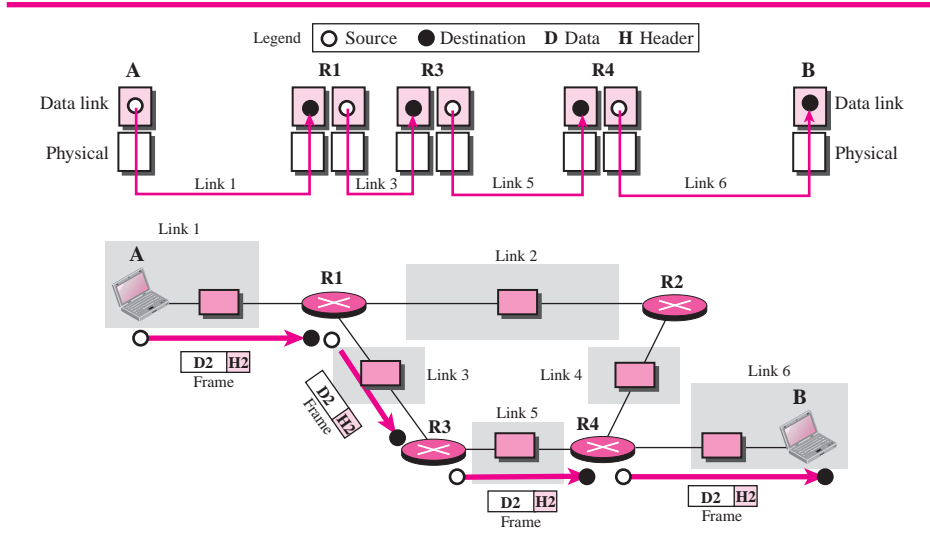 Legend Source Destination D Data H Header
A R1 R3 R4 B
Data link Data link
Physical Physical
Link 1 Link 3 Link 5 Link 6
Link 1
A
Link 2
R1
R2
D2 H2
Frame
Link 3
D2 H2
Frame
Link 4
Link 6
B
R3
Link 5
R4
D2 H2
Frame
D2 H2
Frame